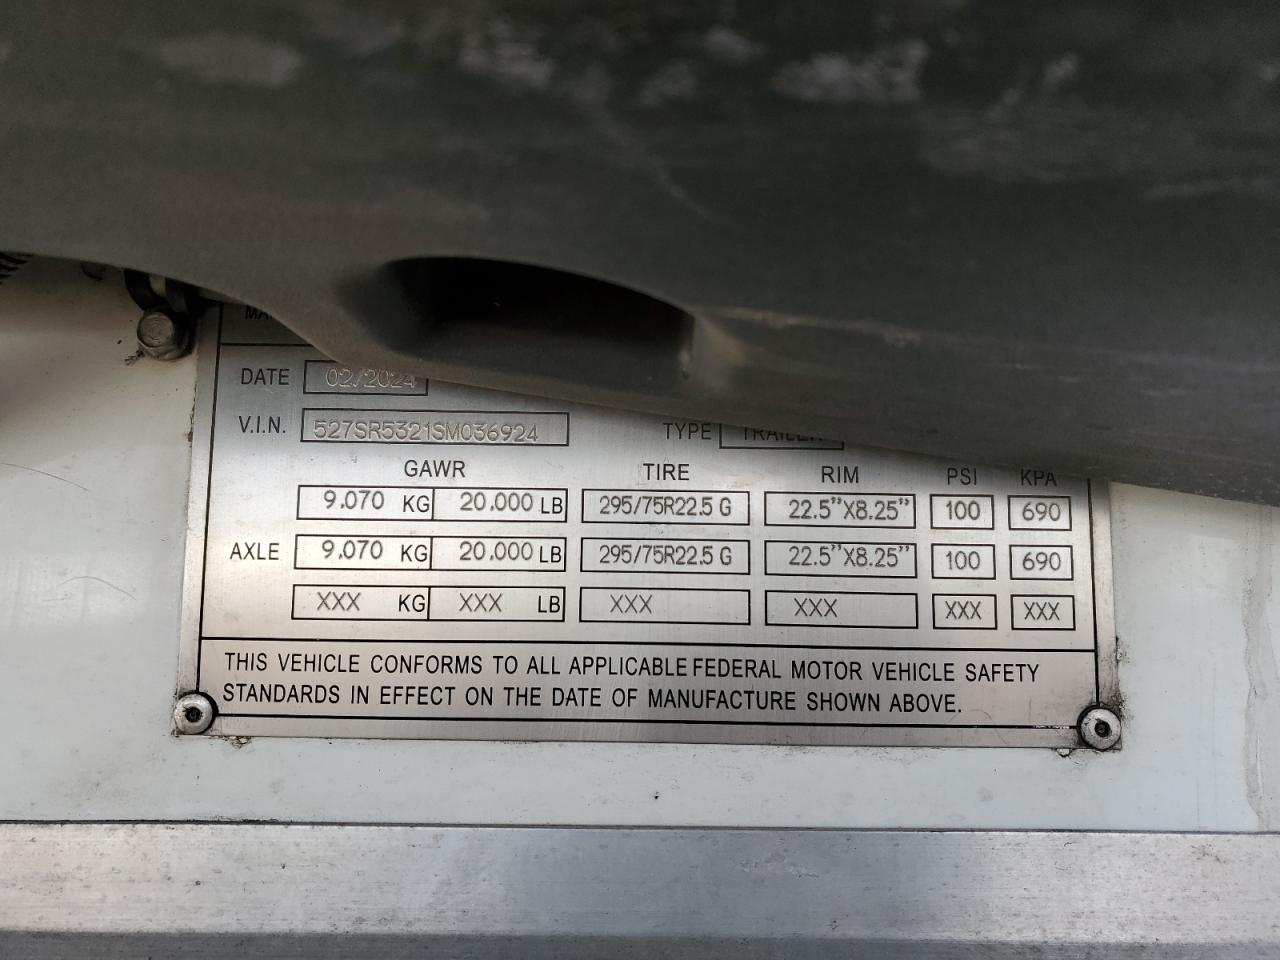 DATE 02/2024
V.I.N. 527SR5321SM036924 TYPE TRAILER
GAWR TIRE RIM PSI KPA
9.070 KG 20.000 LB 295/75R22.5 G 22.5"X8.25" 100 690
AXLE 9.070 KG 20.000 LB 295/75R22.5 G 22.5"X8.25" 100 690
XXX KG XXX LB XXX XXX XXX XXX
THIS VEHICLE CONFORMS TO ALL APPLICABLE FEDERAL MOTOR VEHICLE SAFETY
STANDARDS IN EFFECT ON THE DATE OF MANUFACTURE SHOWN ABOVE.